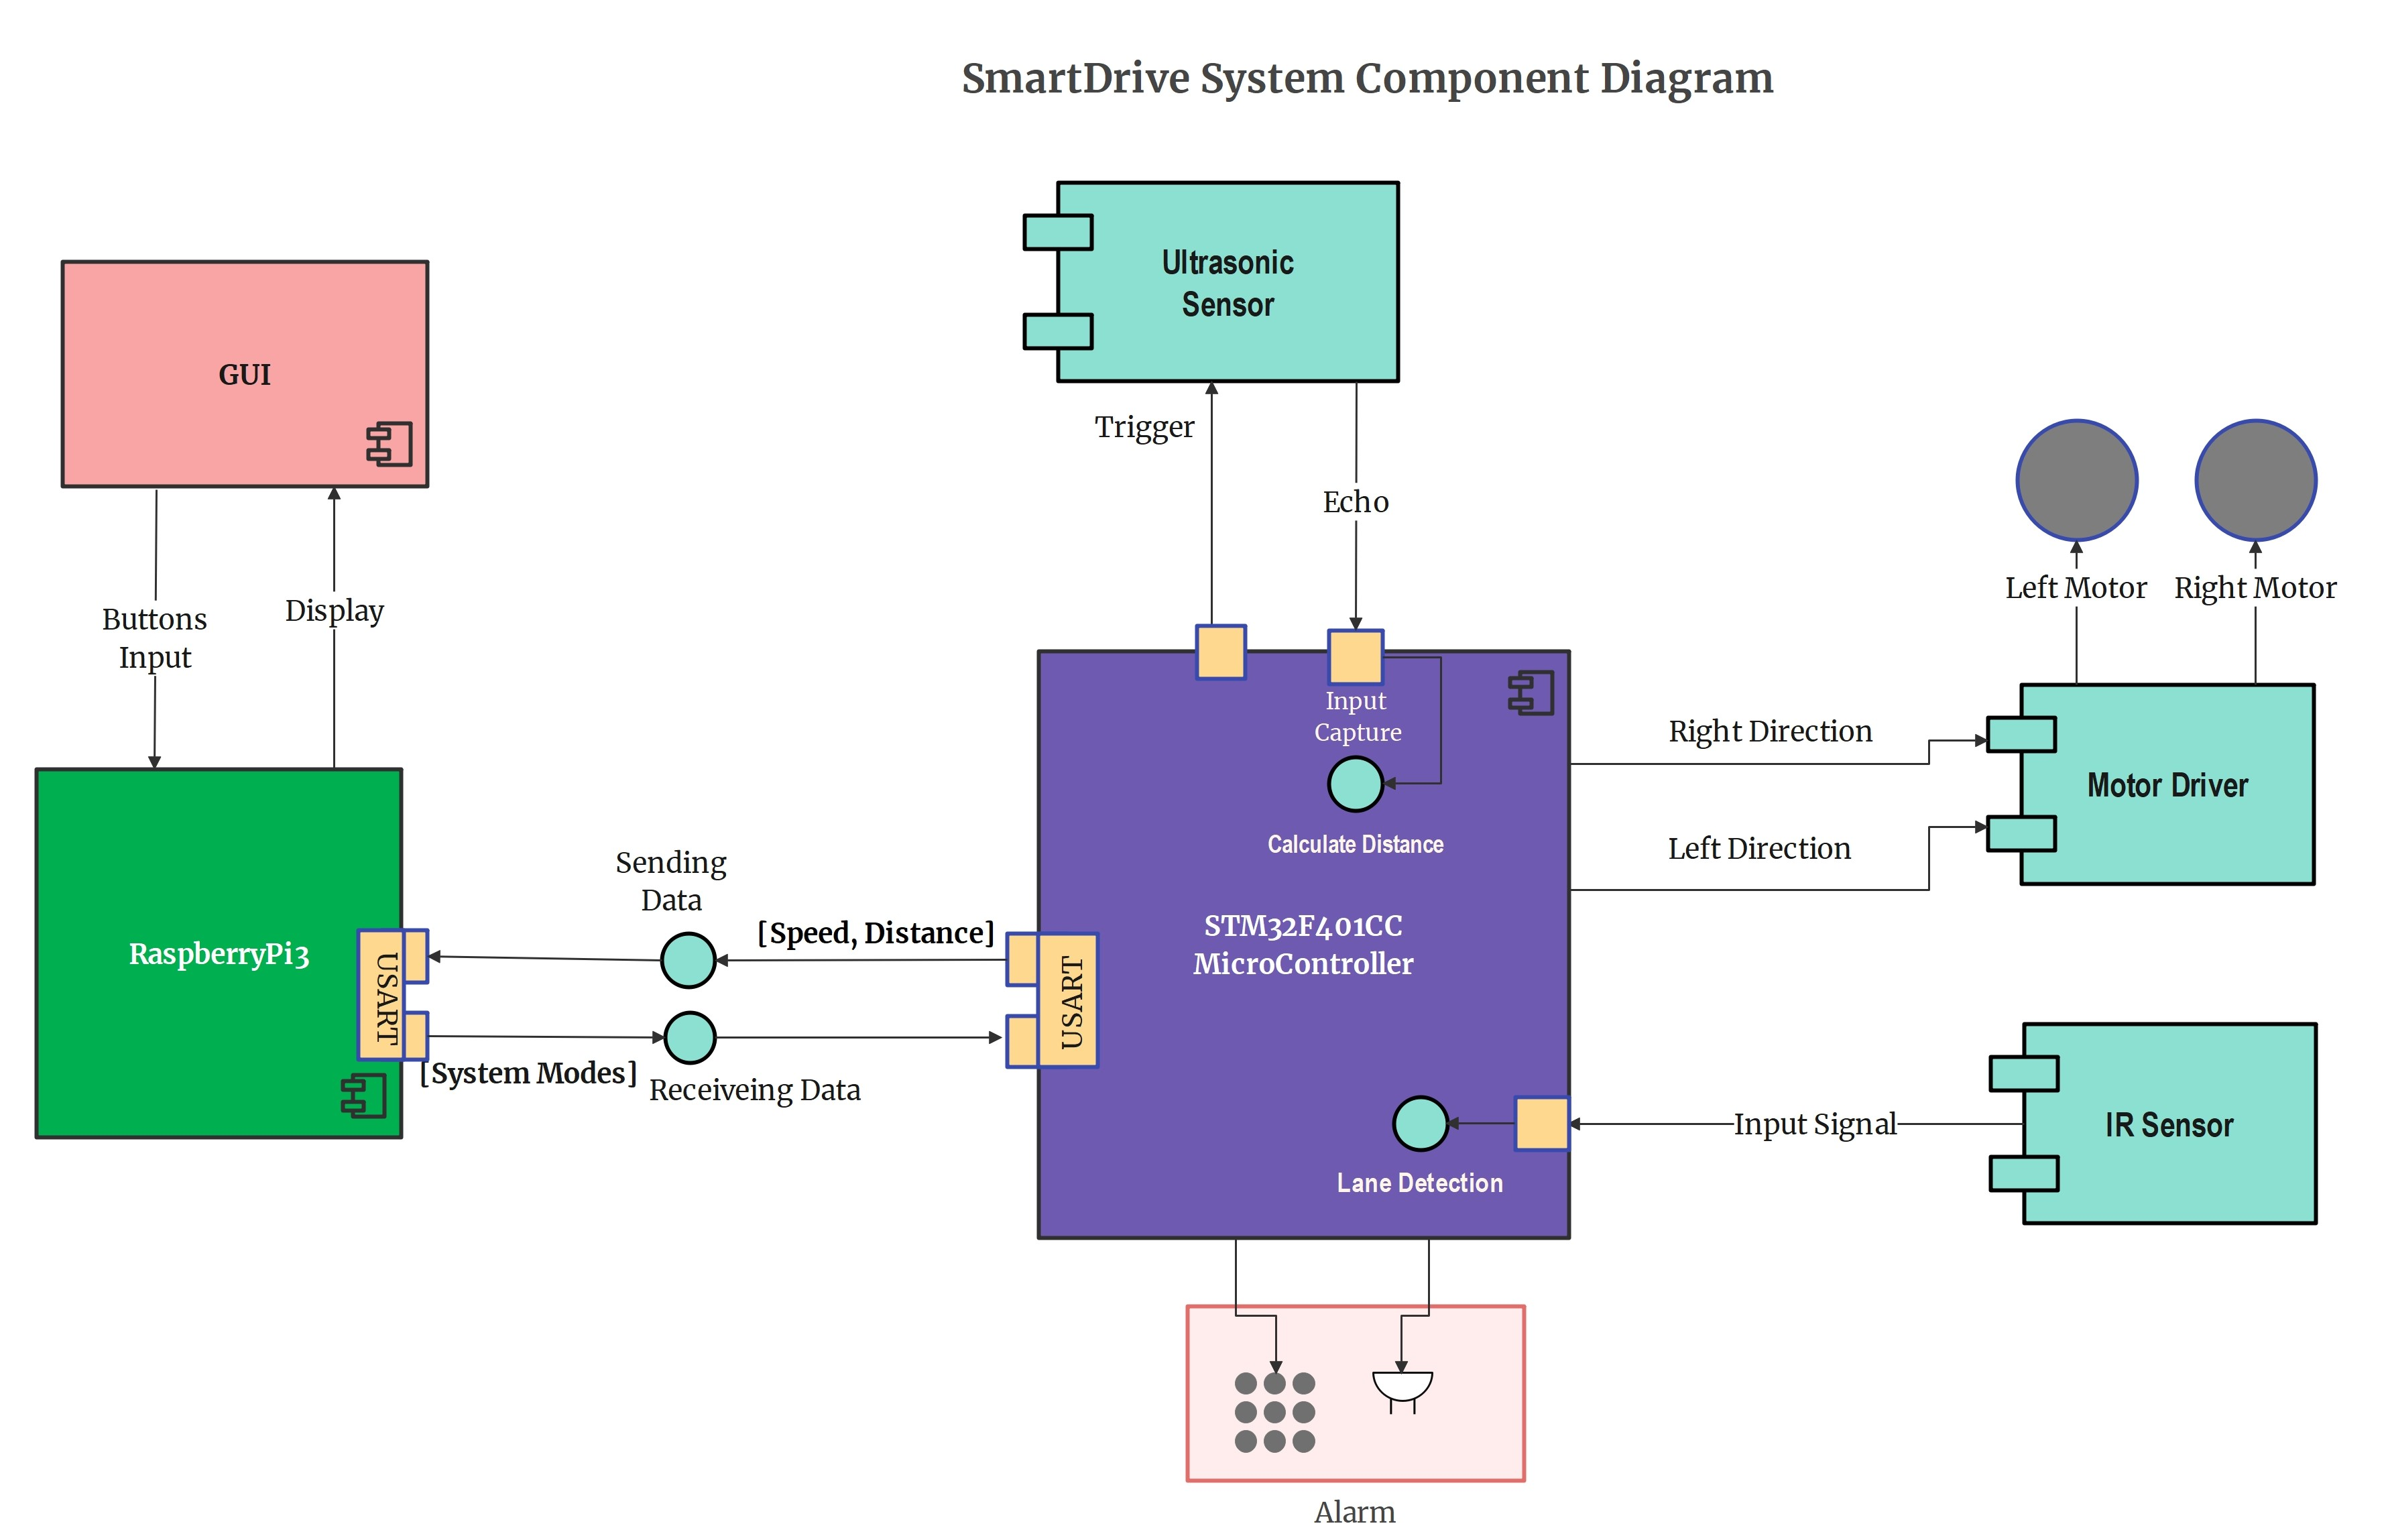 SmartDrive System Component Diagram
Ultrasonic
Sensor
GUI
Trigger
Echo
Buttons
Input
Display
Left Motor
Right Motor
Input
Capture
Calculate Distance
Right Direction
Left Direction
Motor Driver
Sending
Data
[Speed, Distance]
RaspberryPi3
USART
USART
STM32F401CC
MicroController
[System Modes]
Receiveing Data
Input Signal
IR Sensor
Lane Detection
Alarm